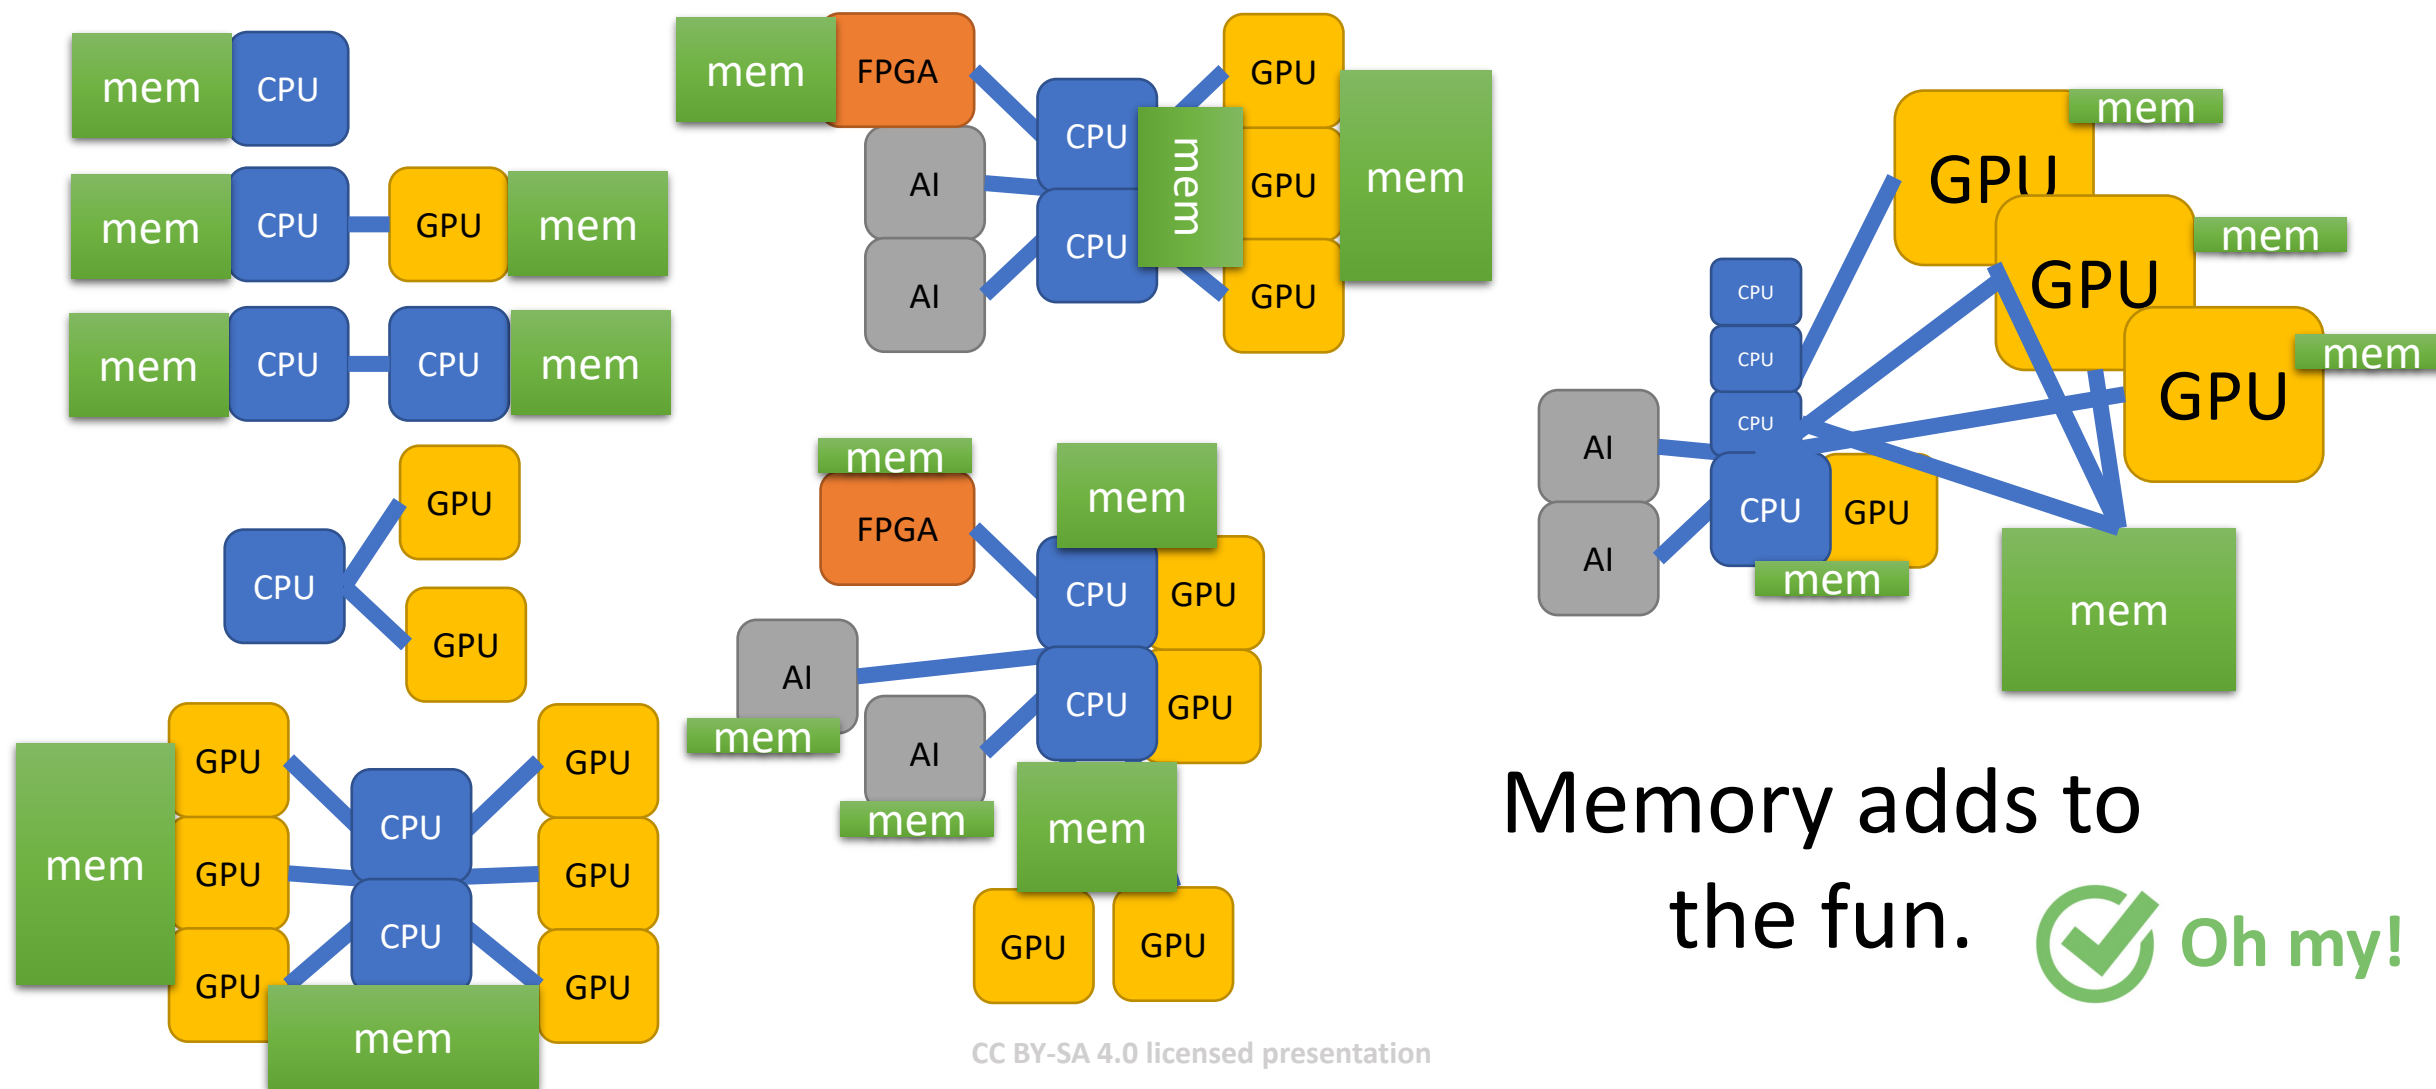 mem CPU
mem CPU GPU mem
mem CPU CPU mem
CPU GPU
GPU
mem GPU CPU GPU
GPU CPU GPU
GPU GPU
mem
mem FPGA CPU GPU
AI CPU mem GPU mem
AI GPU
mem mem
FPGA CPU GPU
AI CPU GPU
mem AI
mem mem
GPU GPU
GPU mem
GPU mem
GPU mem
CPU
CPU
CPU
AI CPU GPU
AI mem
mem
Memory adds to
the fun.
Oh my!
CC BY-SA 4.0 licensed presentation